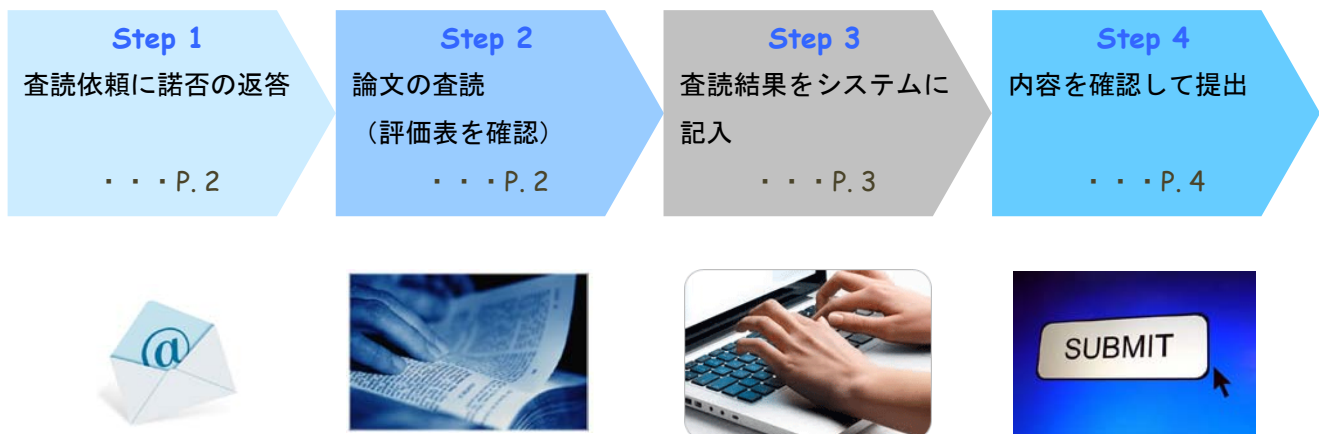 Step 1
査読依頼に諾否の返答
・・・P.2
Step 2
論文の査読
（評価表を確認）
・・・P.2
Step 3
査読結果をシステムに
記入
・・・P.3
Step 4
内容を確認して提出
・・・P.4
@
SUBMIT